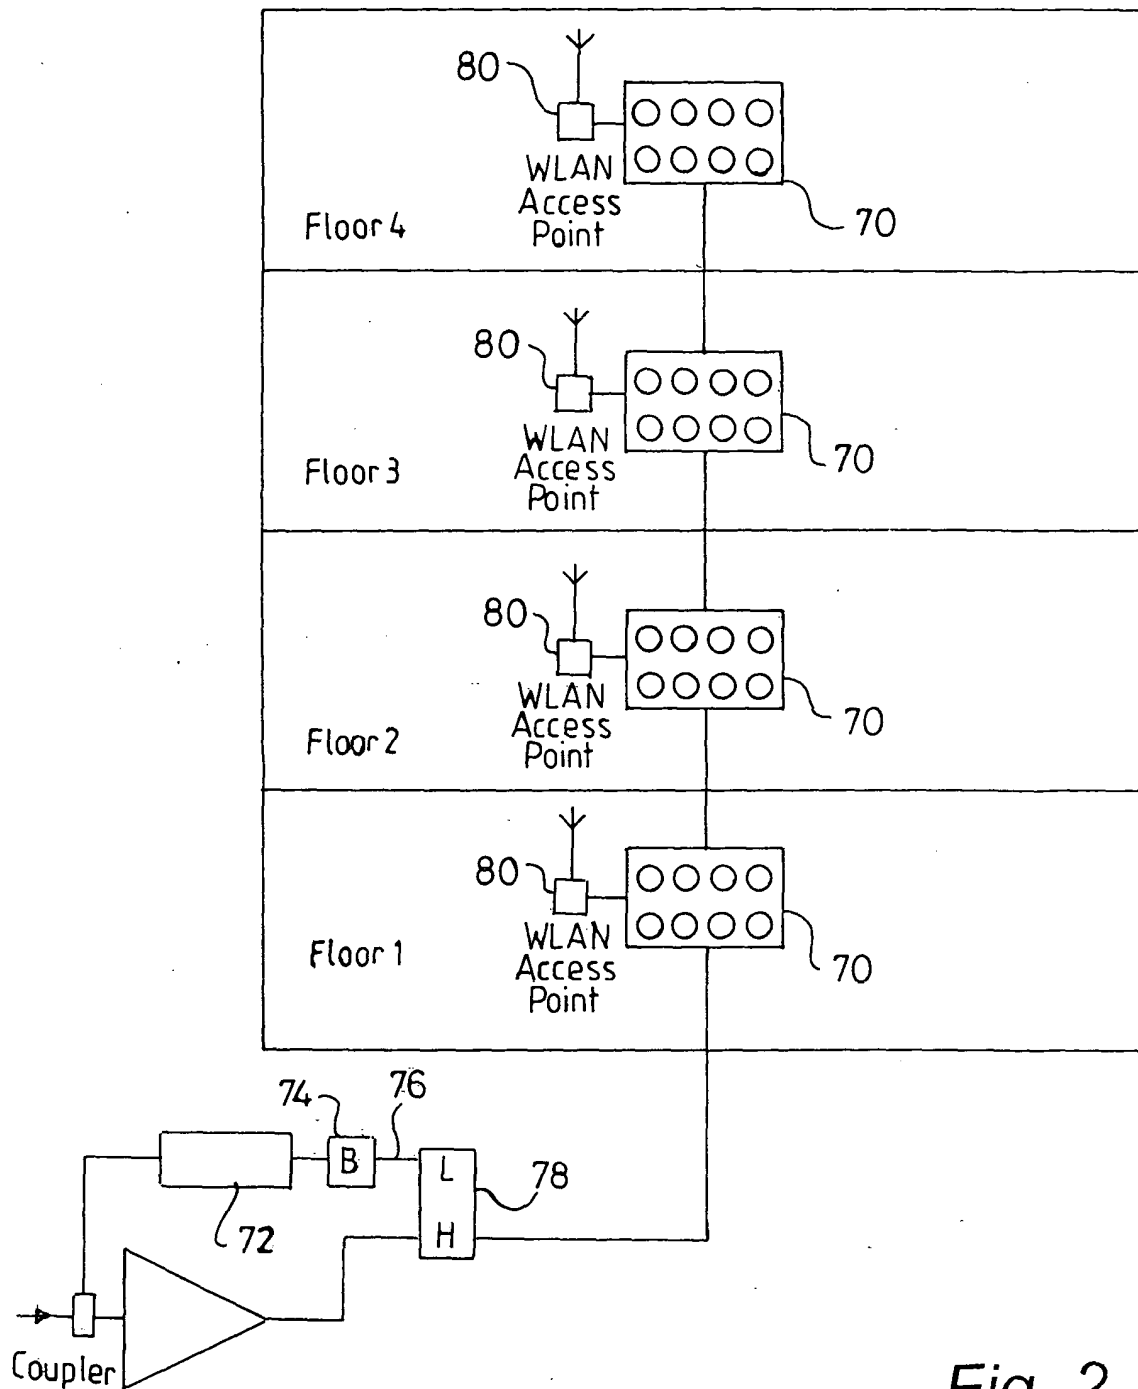 80
WLAN
Access
Point
Floor 4
70
80
WLAN
Access
Point
Floor 3
70
80
WLAN
Access
Point
Floor 2
70
80
WLAN
Access
Point
Floor 1
70
74
76
B
L
H
78
72
Coupler
Fig. 2